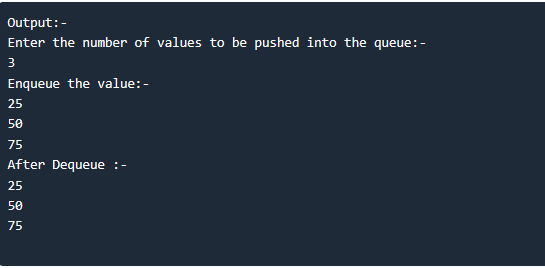 Output:-
Enter the number of values to be pushed into the queue:-
3
Enqueue the value:-
25
50
75
After Dequeue :-
25
50
75